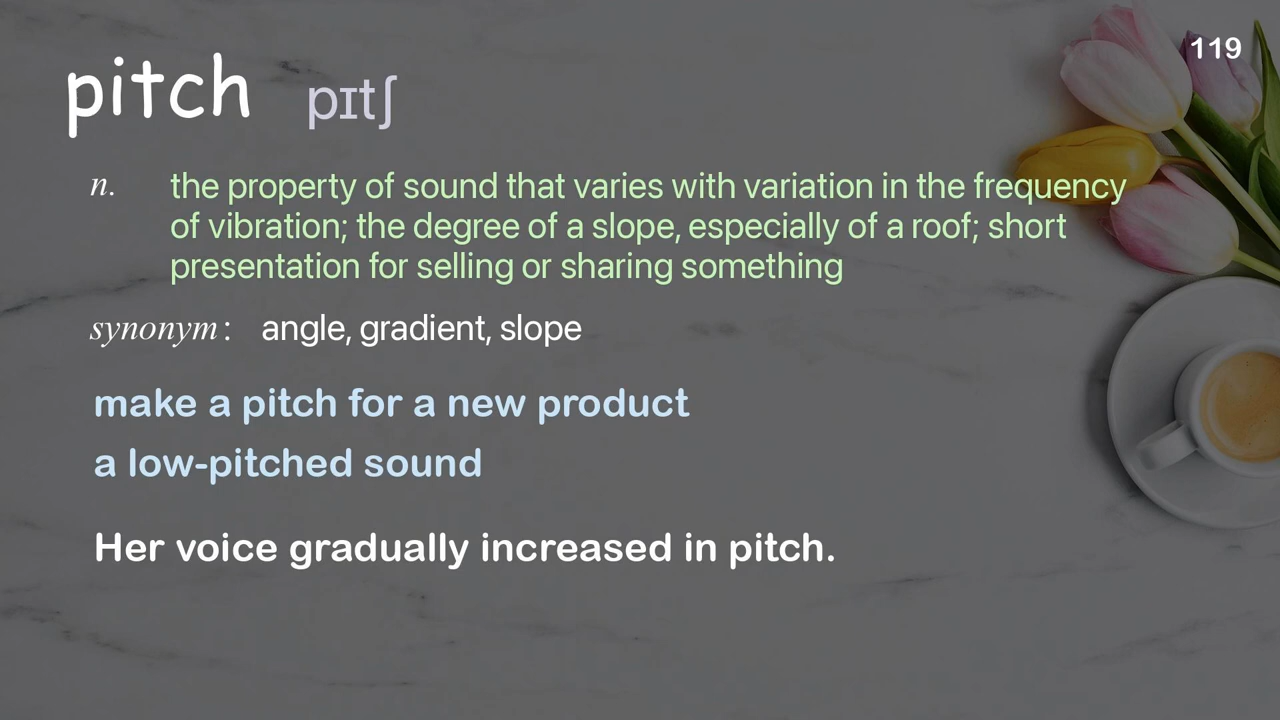 119
pitch pɪtʃ
n. the property of sound that varies with variation in the frequency
of vibration; the degree of a slope, especially of a roof; short
presentation for selling or sharing something
synonym: angle, gradient, slope
make a pitch for a new product
a low-pitched sound
Her voice gradually increased in pitch.